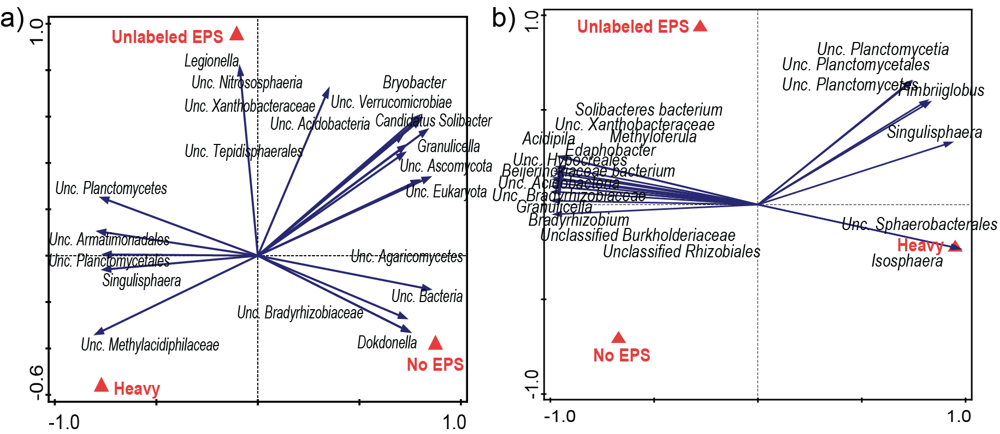 a)
1.0
Unlabeled EPS
Legionella
Unc. Nitrososphaeria
Bryobacter
Unc. Xanthobacteraceae
Unc. Verrucomicrobiae
Unc. Acidobacteria
Candidatus Solibacter
Unc. Tepidisphaerales
Granulicella
Unc. Ascomycota
Unc. Planctomycetes
Unc. Eukaryota
Unc. Armatimonadales
Unc. Planctomycetales
Unc. Agaricomycetes
Singulisphaera
Unc. Bacteria
Unc. Bradyrhizobiaceae
Unc. Methylacidiphilaceae
Dokdonella
No EPS
Heavy
-0.6
-1.0
1.0
b)
1.0
Unlabeled EPS
Unc. Planctomycetia
Unc. Planctomycetales
Unc. Planctomycetes
Fimbriiglobus
Solibacteres bacterium
Unc. Xanthobacteraceae
Methyloferula
Singulisphaera
Acidipila
Edaphobacter
Unc. Hypocreales
Beijerinckiaceae bacterium
Unc. Acidobacteria
Unc. Bradyrhizobiaceae
Granulicella
Bradyrhizobium
Unc. Sphaerobacterales
Unclassified Burkholderiaceae
Heavy
Unclassified Rhizobiales
Isosphaera
No EPS
-1.0
-1.0
1.0